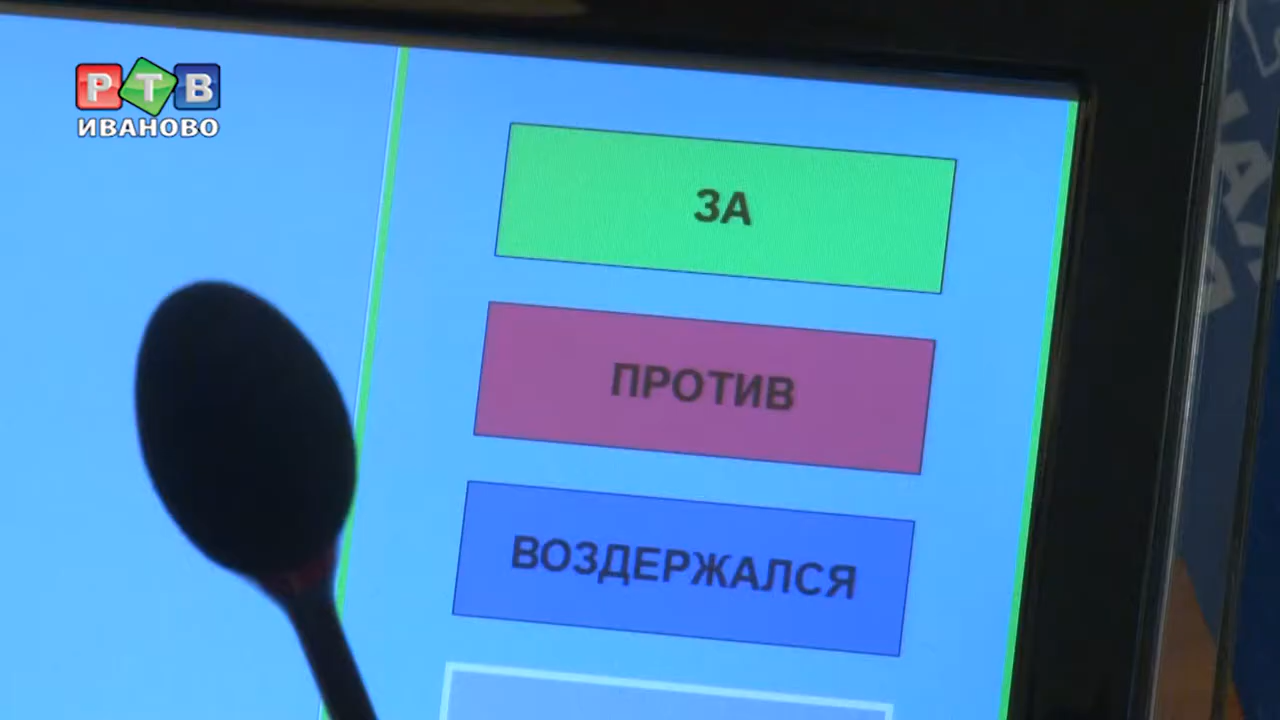 РТВ
ИВАНОВО
ЗА
ПРОТИВ
ВОЗДЕРЖАЛСЯ